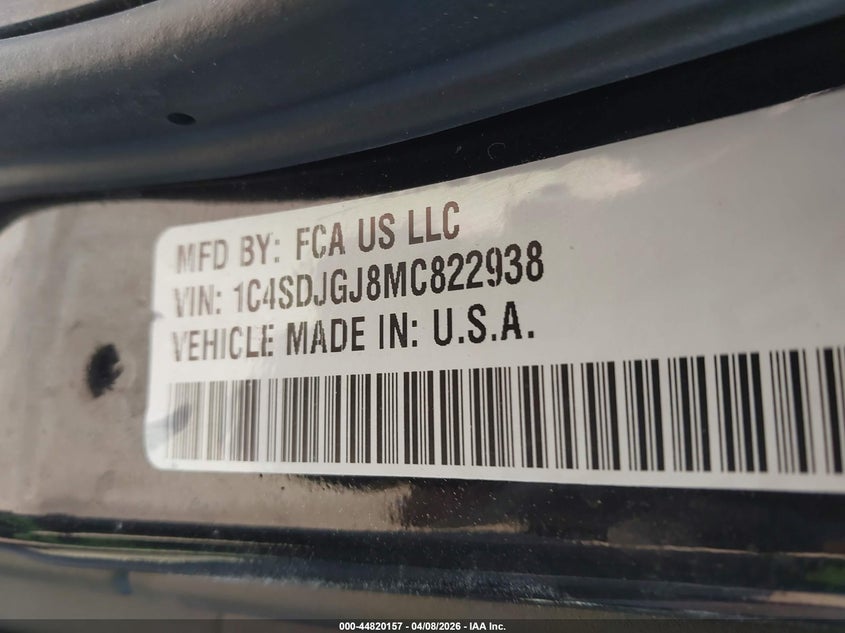 MFD BY: FCA US LLC
VIN: 1C4SDJGJ8MC822938
VEHICLE MADE IN: U.S.A.
000-44820157 - 04/08/2026 - IAA Inc.